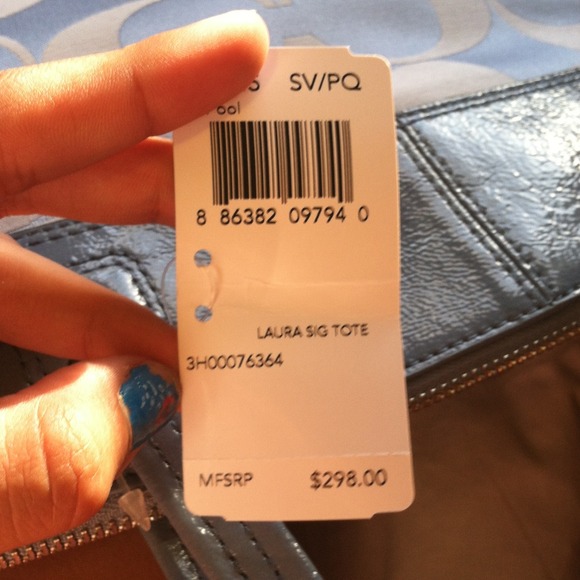 SV/PQ
8 86382 09794 0
LAURA SIG TOTE
3H00076364
MFSRP $298.00